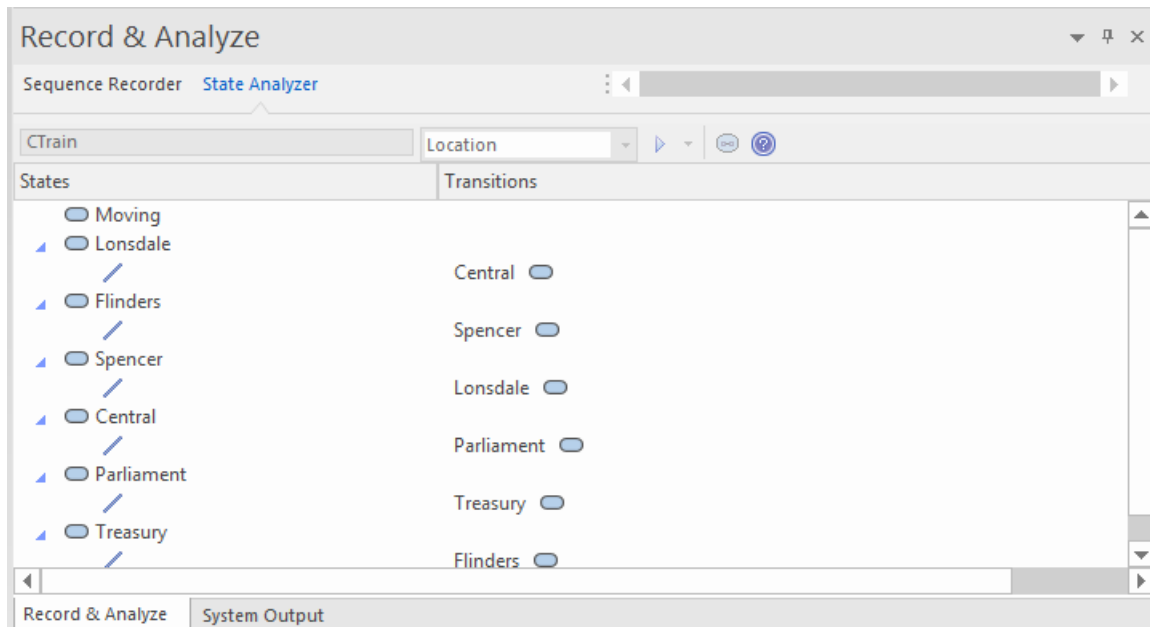 Record & Analyze
Sequence Recorder State Analyzer
CTrain Location
States Transitions
Moving
Lonsdale
Central
Flinders
Spencer
Spencer
Lonsdale
Central
Parliament
Parliament
Treasury
Treasury
Flinders
Record & Analyze System Output